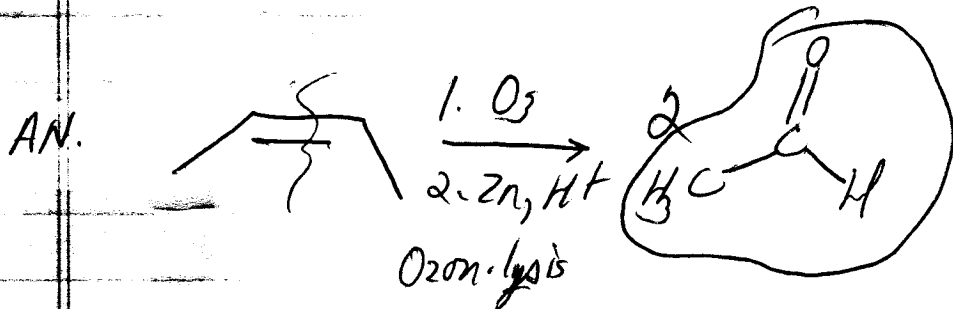 AN.
1. O3
2. Zn, H+
Ozonolysis
2
O
H3C
C
H